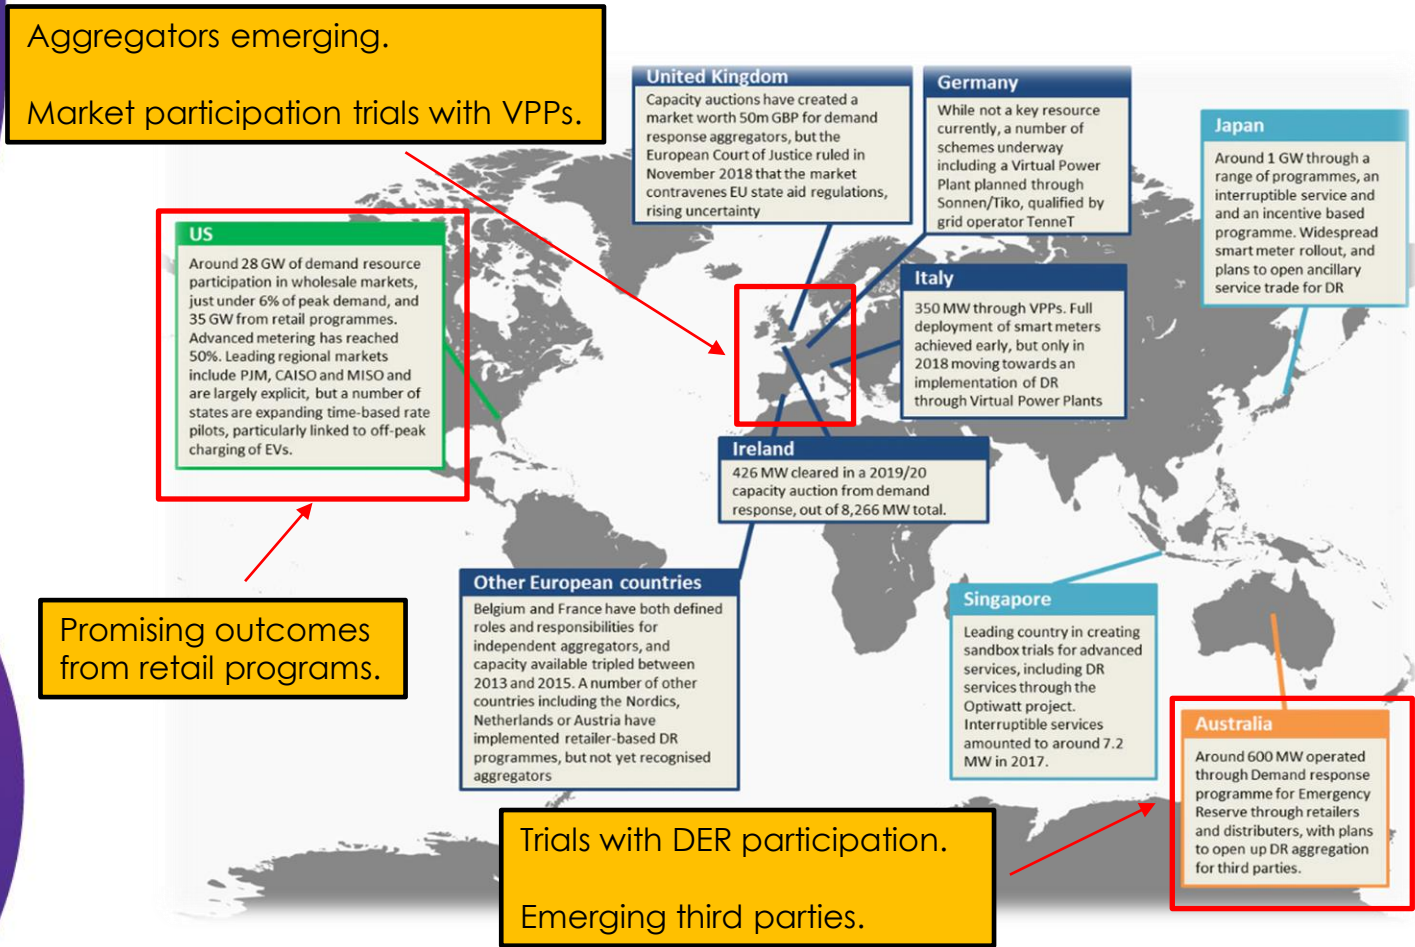 Aggregators emerging.
Market participation trials with VPPs.
United Kingdom
Capacity auctions have created a
market worth 50m GBP for demand
response aggregators, but the
European Court of Justice ruled in
November 2018 that the market
contravenes EU state aid regulations,
rising uncertainty
Germany
While not a key resource
currently, a number of
schemes underway
including a Virtual Power
Plant planned through
Sonnen/Tiko, qualified by
grid operator TenneT
Japan
Around 1 GW through a
range of programmes, an
interruptible service and
and an incentive based
programme. Widespread
smart meter rollout, and
plans to open ancillary
service trade for DR
US
Around 28 GW of demand resource
participation in wholesale markets,
just under 6% of peak demand, and
35 GW from retail programmes.
Advanced metering has reached
50%. Leading regional markets
include PJM, CAISO and MISO and
are largely explicit, but a number of
states are expanding time-based rate
pilots, particularly linked to off-peak
charging of EVs.
Italy
350 MW through VPPs. Full
deployment of smart meters
achieved early, but only in
2018 moving towards an
implementation of DR
through Virtual Power Plants
Ireland
426 MW cleared in a 2019/20
capacity auction from demand
response, out of 8,266 MW total.
Promising outcomes
from retail programs.
Other European countries
Belgium and France have both defined
roles and responsibilities for
independent aggregators, and
capacity available tripled between
2013 and 2015. A number of other
countries including the Nordics,
Netherlands or Austria have
implemented retailer-based DR
programmes, but not yet recognised
aggregators
Singapore
Leading country in creating
sandbox trials for advanced
services, including DR
services through the
Optiwatt project.
Interruptible services
amounted to around 7.2
MW in 2017.
Australia
Around 600 MW operated
through Demand response
programme for Emergency
Reserve through retailers
and distributers, with plans
to open up DR aggregation
for third parties.
Trials with DER participation.
Emerging third parties.